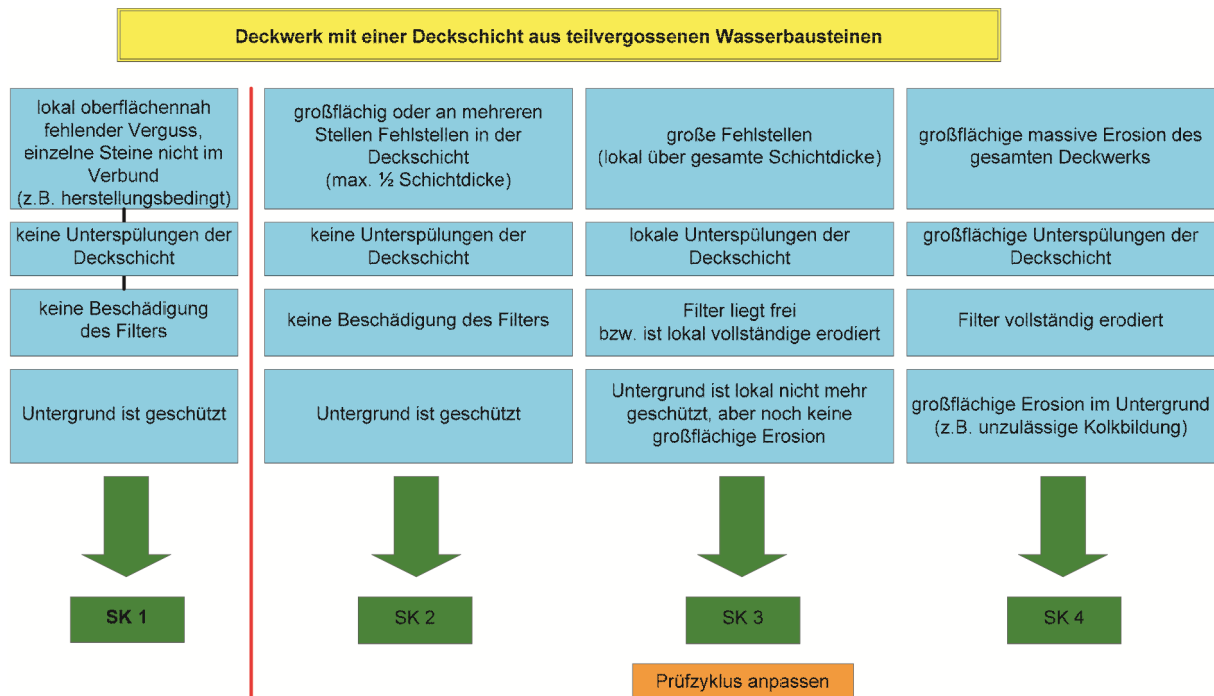 Deckwerk mit einer Deckschicht aus teilvergossenen Wasserbausteinen
lokal oberflächennah
fehlender Verguss,
einzelne Steine nicht im
Verbund
(z.B. herstellungsbedingt)
keine Unterspülungen der
Deckschicht
keine Beschädigung
des Filters
Untergrund ist geschützt
SK 1
großflächig oder an mehreren
Stellen Fehlstellen in der
Deckschicht
(max. ½ Schichtdicke)
keine Unterspülungen der
Deckschicht
keine Beschädigung des Filters
Untergrund ist geschützt
SK 2
große Fehlstellen
(lokal über gesamte Schichtdicke)
lokale Unterspülungen der
Deckschicht
Filter liegt frei
bzw. ist lokal vollständige erodiert
Untergrund ist lokal nicht mehr
geschützt, aber noch keine
großflächige Erosion
SK 3
Prüfzyklus anpassen
großflächige massive Erosion des
gesamten Deckwerks
großflächige Unterspülungen der
Deckschicht
Filter vollständig erodiert
großflächige Erosion im Untergrund
(z.B. unzulässige Kolkbildung)
SK 4